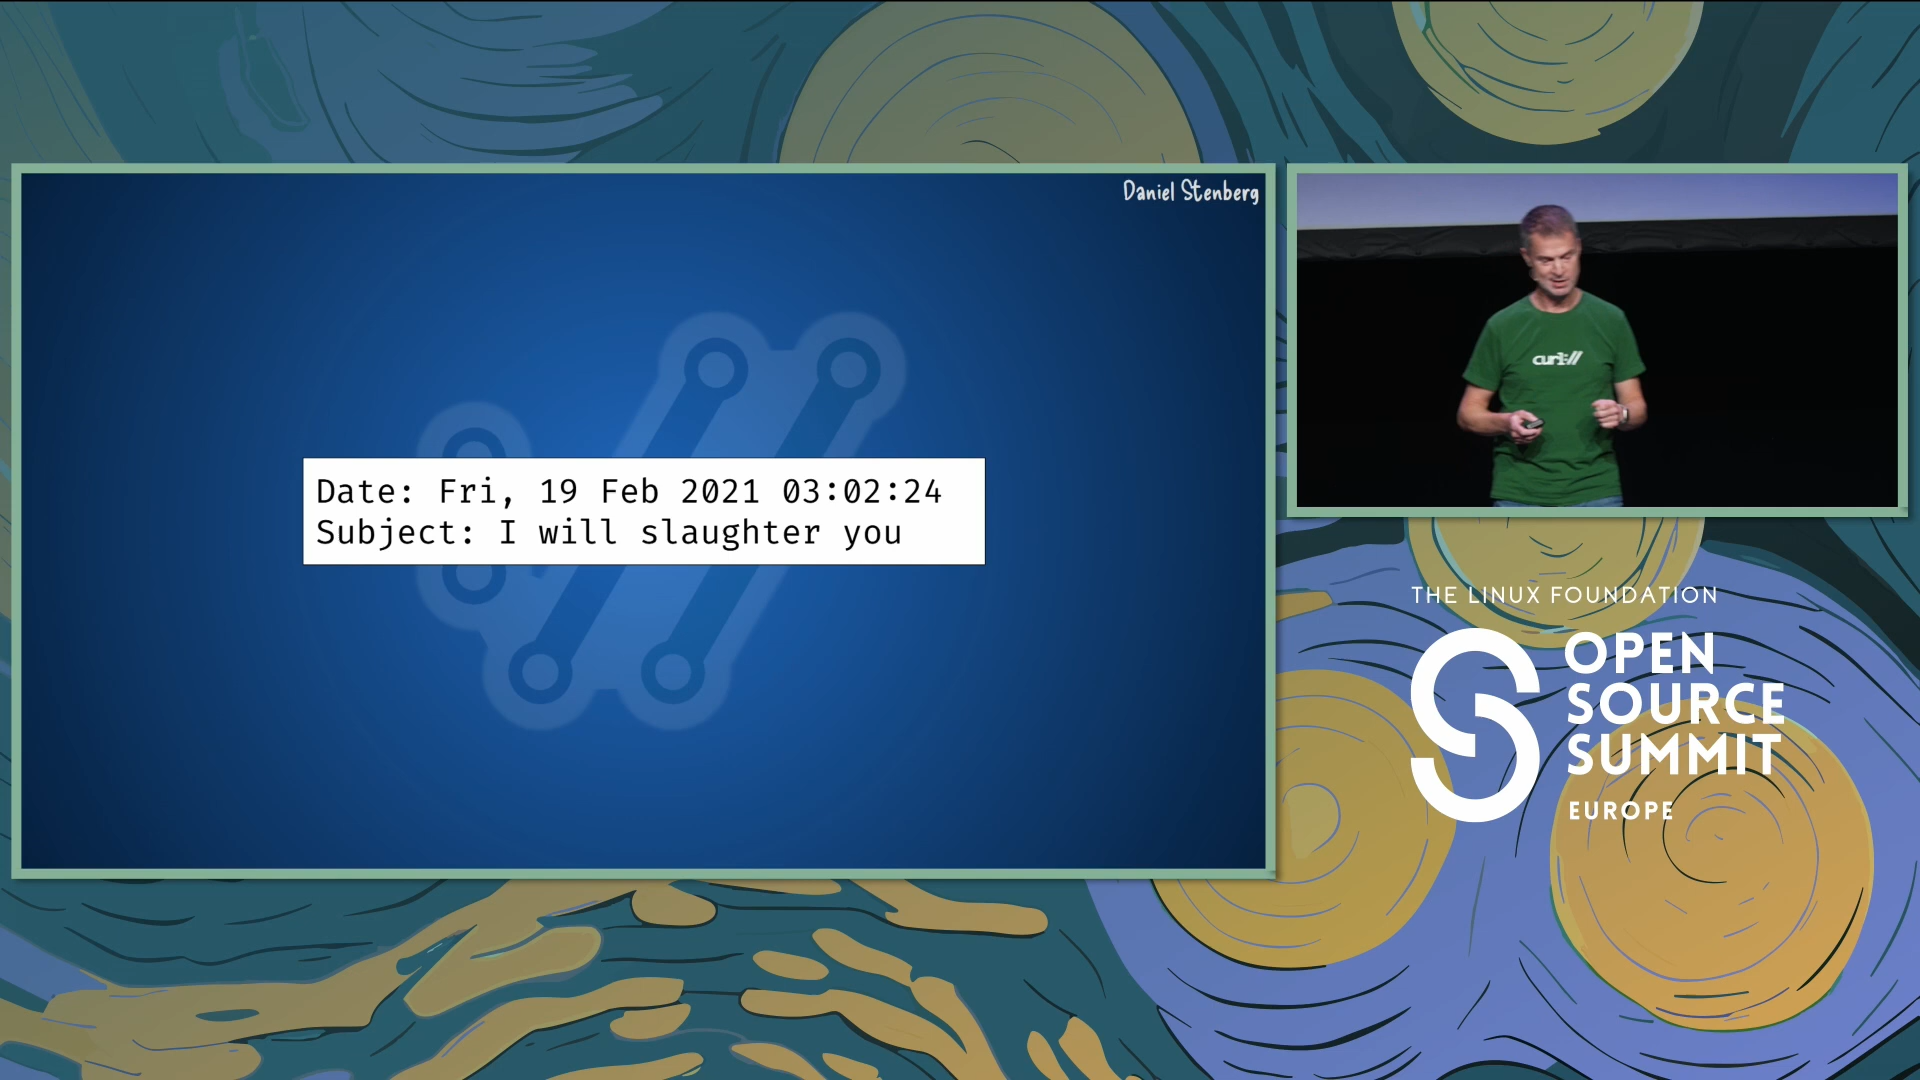 Daniel Stenberg
Date: Fri, 19 Feb 2021 03:02:24
Subject: I will slaughter you
curl://
THE LINUX FOUNDATION
OPEN
SOURCE
SUMMIT
EUROPE